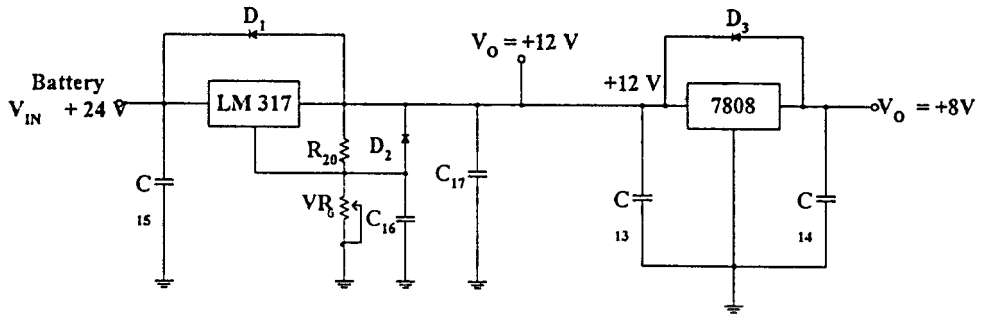 D1
D3
VO = +12 V
Battery
VIN + 24 V
LM 317
+12 V
7808
VO = +8V
R20
D2
C17
C
15
VR6
C16
C
13
C
14